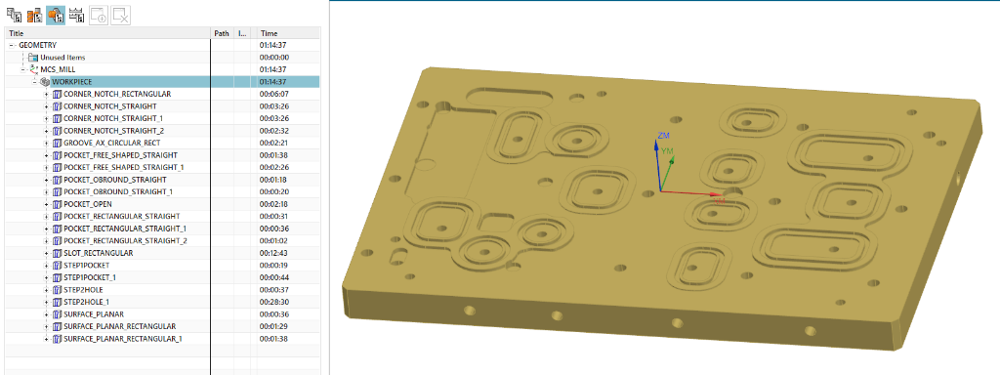 Title Path I... Time
GEOMETRY 01:14:37
Unused Items 00:00:00
MCS_MILL 01:14:37
WORKPIECE 01:14:37
CORNER_NOTCH_RECTANGULAR 00:06:07
CORNER_NOTCH_STRAIGHT 00:03:26
CORNER_NOTCH_STRAIGHT_1 00:03:26
CORNER_NOTCH_STRAIGHT_2 00:02:32
GROOVE_AX_CIRCULAR_RECT 00:02:21
POCKET_FREE_SHAPED_STRAIGHT 00:01:38
POCKET_FREE_SHAPED_STRAIGHT_1 00:02:26
POCKET_OBROUND_STRAIGHT 00:01:18
POCKET_OBROUND_STRAIGHT_1 00:00:20
POCKET_OPEN 00:02:18
POCKET_RECTANGULAR_STRAIGHT 00:00:31
POCKET_RECTANGULAR_STRAIGHT_1 00:00:36
POCKET_RECTANGULAR_STRAIGHT_2 00:01:02
SLOT_RECTANGULAR 00:12:43
STEP1POCKET 00:00:19
STEP1POCKET_1 00:00:44
STEP2HOLE 00:00:37
STEP2HOLE_1 00:28:30
SURFACE_PLANAR 00:00:36
SURFACE_PLANAR_RECTANGULAR 00:01:29
SURFACE_PLANAR_RECTANGULAR_1 00:01:38
ZM
YM